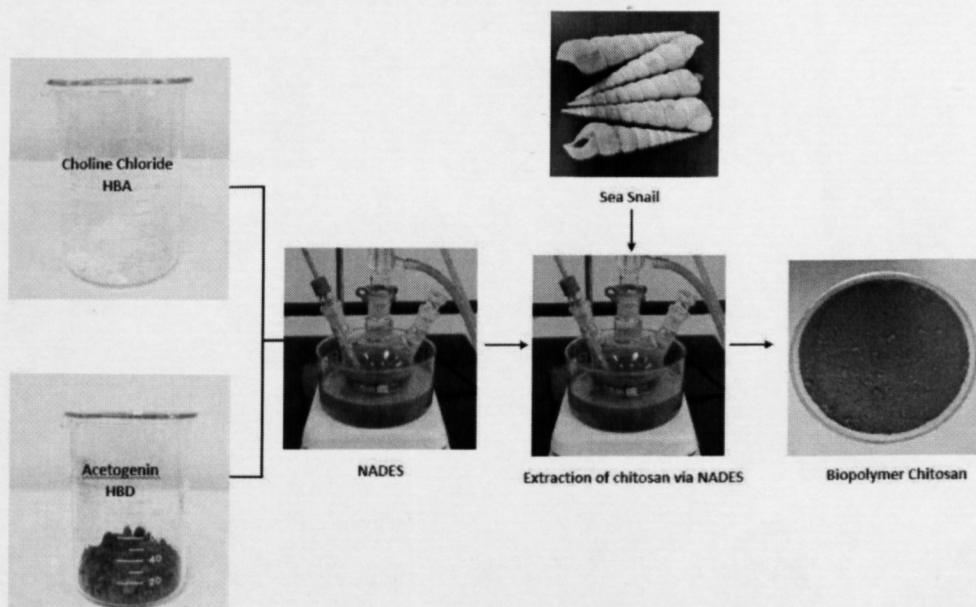 Choline Chloride
HBA
Sea Snail
Acetogenin
HBD
40
20
NADES
Extraction of chitosan via NADES
Biopolymer Chitosan